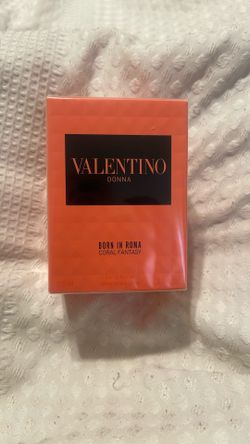 VALENTINO
DONNA
BORN IN ROMA
CORAL FANTASY